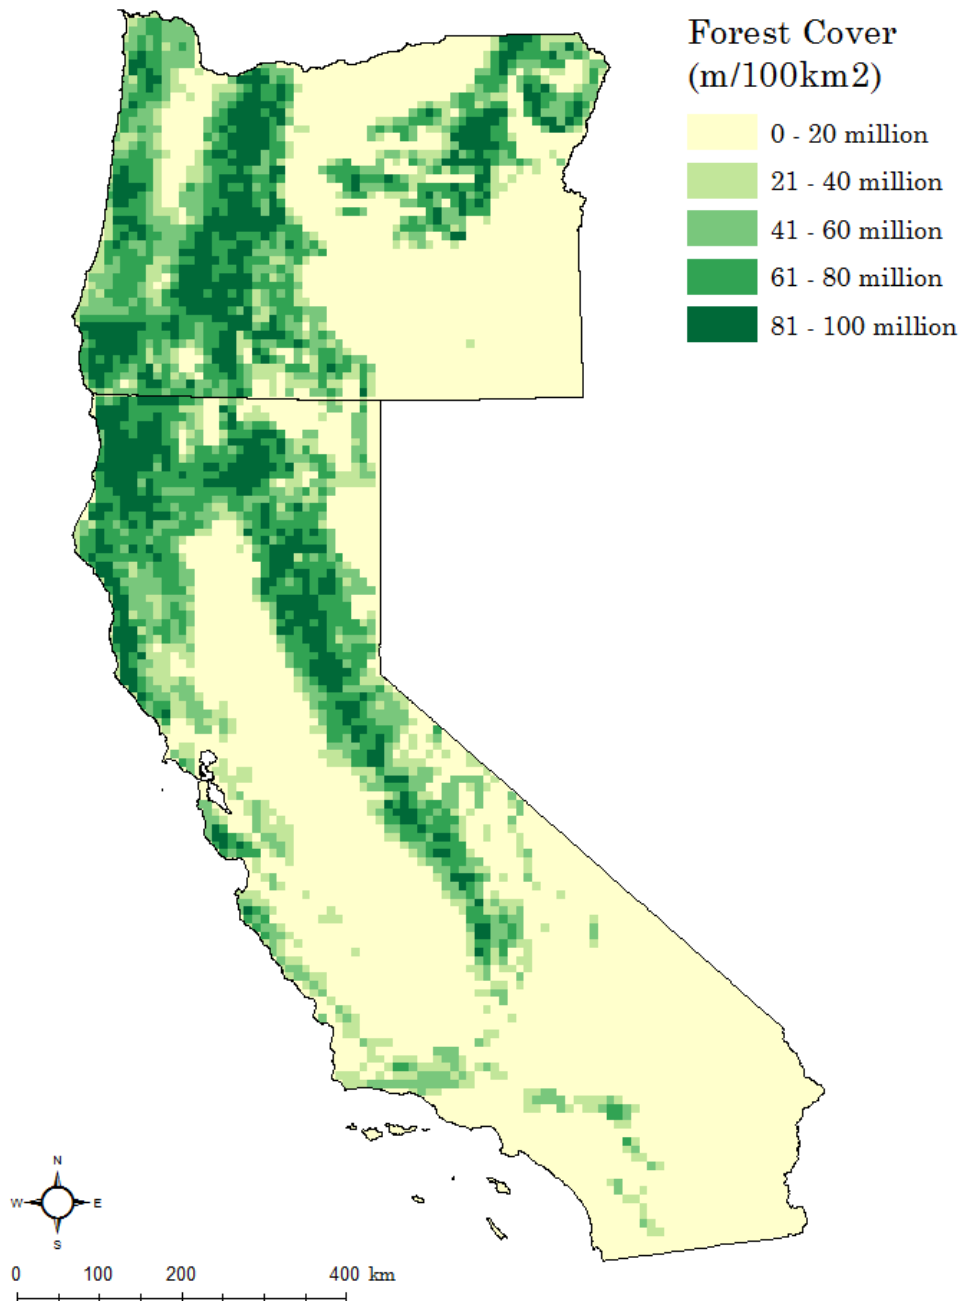 Forest Cover
(m/100km2)
0 - 20 million
21 - 40 million
41 - 60 million
61 - 80 million
81 - 100 million
N
W E
S
0 100 200 400 km